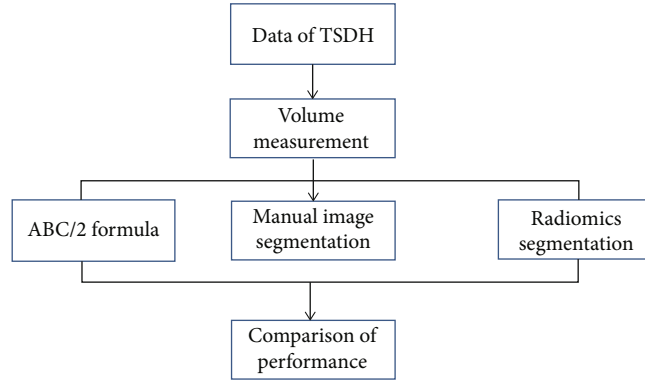 Data of TSDH
Volume
measurement
ABC/2 formula
Manual image
segmentation
Radiomics
segmentation
Comparison of
performance